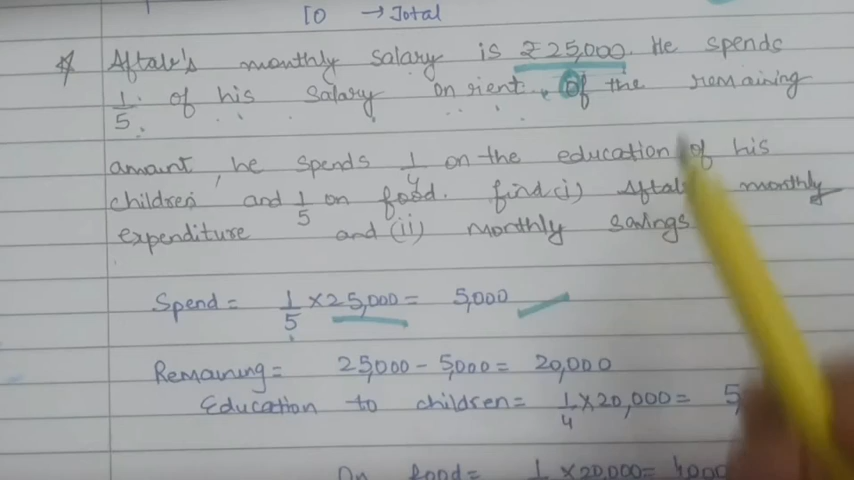 10 → Total
Aftab's monthly salary is ₹25,000. He spends
1/5 of his salary on rient. Of the remaining
amount, he spends 1/4 on the education of his
children and 1/5 on food. find (i) Aftab monthly
expenditure and (ii) monthly savings
Spend = 1/5 × 25,000 = 5,000
Remaining = 25,000 - 5,000 = 20,000
Education to children = 1/4 × 20,000 = 5,
On food = 1 × 20,000 = 4000